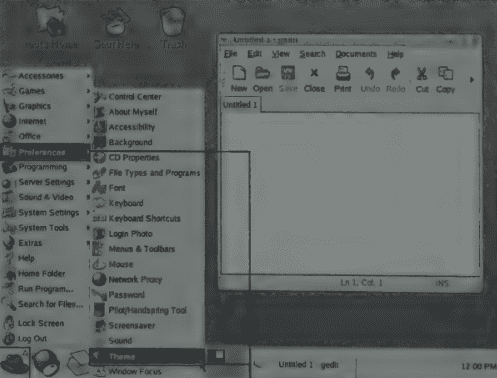 root's Home
Start Here
Trash
Untitled 1 - gedit
File Edit View Search Documents Help
New Open Save Close Print Undo Redo Cut Copy
Untitled 1
Ln 1, Col. 1 INS
Accessories
Games
Graphics
Internet
Office
Preferences
Programming
Server Settings
Sound & Video
System Settings
System Tools
Extras
Help
Home Folder
Run Program...
Search for Files...
Lock Screen
Log Out
Control Center
About Myself
Accessibility
Background
CD Properties
File Types and Programs
Font
Keyboard
Keyboard Shortcuts
Login Photo
Menus & Toolbars
Mouse
Network Proxy
Password
Pilot/Handspring Tool
Screensaver
Sound
Theme
Window Focus
Untitled 1 - gedit
12:00 PM